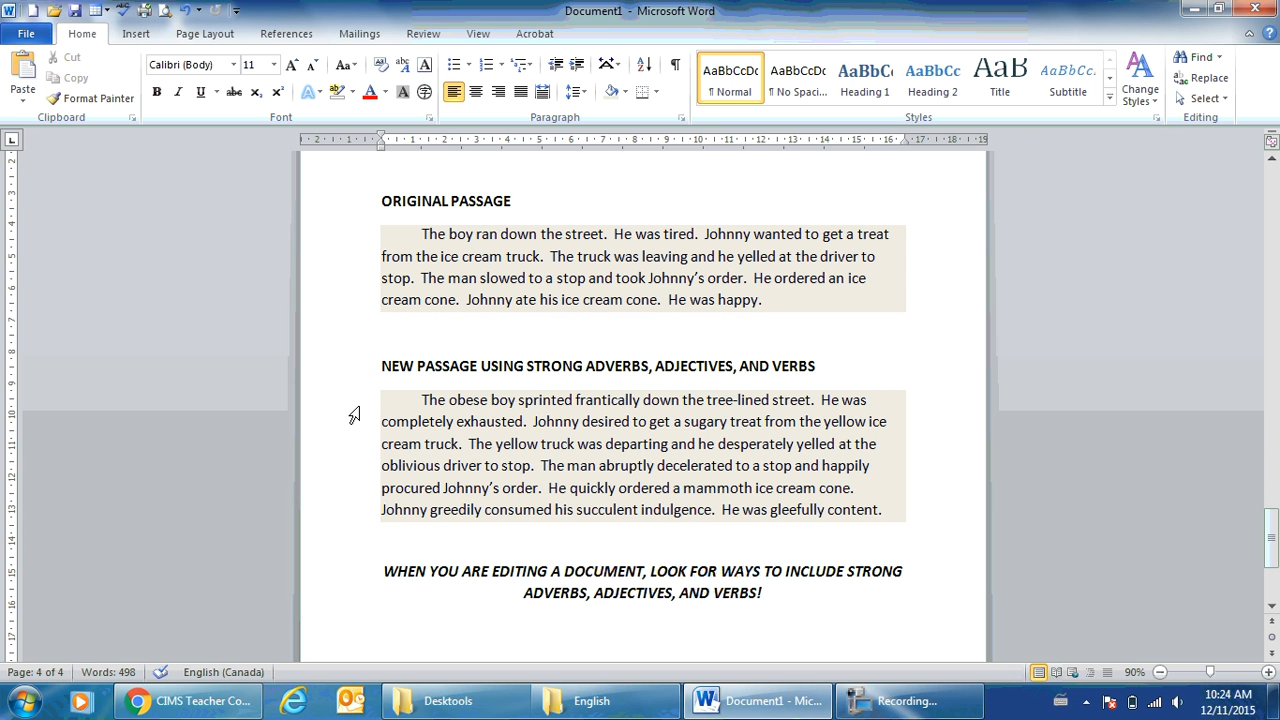 Document1 - Microsoft Word
File Home Insert Page Layout References Mailings Review View Acrobat
Paste
Cut
Copy
Format Painter
Clipboard
Calibri (Body) 11
Font
Paragraph
AaBbCcDc AaBbCcDc AaBbCc AaBbCc AaB AaBbCc.
¶ Normal ¶ No Spaci... Heading 1 Heading 2 Title Subtitle
Change Styles
Styles
Find
Replace
Select
Editing
ORIGINAL PASSAGE
The boy ran down the street. He was tired. Johnny wanted to get a treat
from the ice cream truck. The truck was leaving and he yelled at the driver to
stop. The man slowed to a stop and took Johnny’s order. He ordered an ice
cream cone. Johnny ate his ice cream cone. He was happy.
NEW PASSAGE USING STRONG ADVERBS, ADJECTIVES, AND VERBS
The obese boy sprinted frantically down the tree-lined street. He was
completely exhausted. Johnny desired to get a sugary treat from the yellow ice
cream truck. The yellow truck was departing and he desperately yelled at the
oblivious driver to stop. The man abruptly decelerated to a stop and happily
procured Johnny’s order. He quickly ordered a mammoth ice cream cone.
Johnny greedily consumed his succulent indulgence. He was gleefully content.
WHEN YOU ARE EDITING A DOCUMENT, LOOK FOR WAYS TO INCLUDE STRONG
ADVERBS, ADJECTIVES, AND VERBS!
Page: 4 of 4 Words: 498 English (Canada) 90%
CIMS Teacher Co... Desktools English Document1 - Mic... Recording...
10:24 AM
12/11/2015